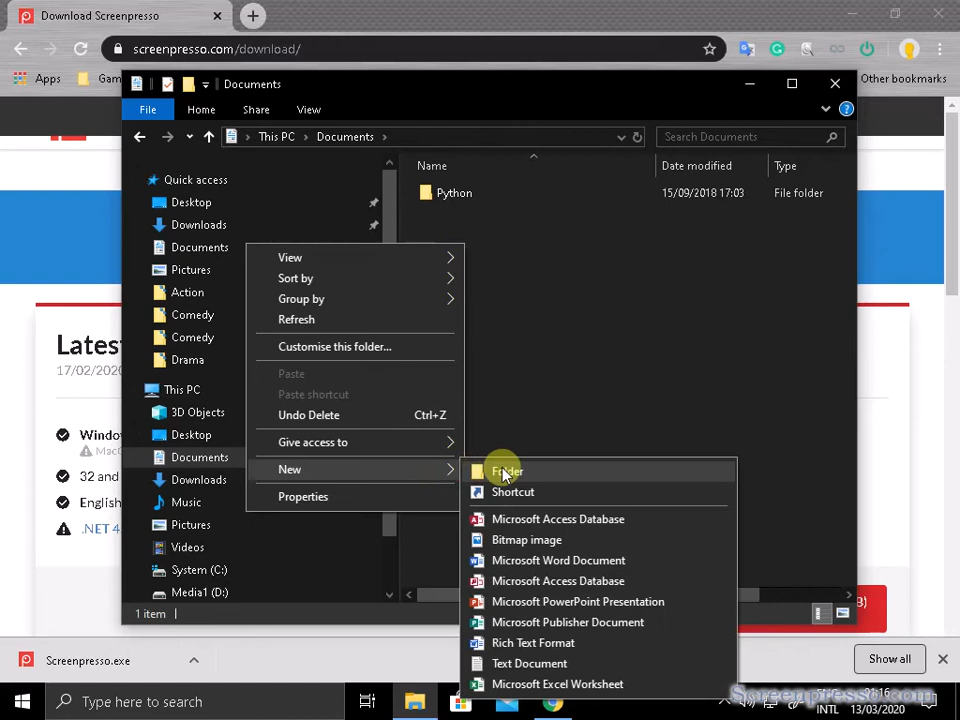 Download Screenpresso
screenpresso.com/download/
Apps
Gam
Other bookmarks
Documents
File Home Share View
This PC Documents
Search Documents
Name Date modified Type
Python 15/09/2018 17:03 File folder
Quick access
Desktop
Downloads
Documents
Pictures
Action
Comedy
Comedy
Drama
This PC
3D Objects
Desktop
Documents
Downloads
Music
Pictures
Videos
System (C:)
Media1 (D:)
1 item
View
Sort by
Group by
Refresh
Customise this folder...
Paste
Paste shortcut
Undo Delete Ctrl+Z
Give access to
New
Properties
Folder
Shortcut
Microsoft Access Database
Bitmap image
Microsoft Word Document
Microsoft Access Database
Microsoft PowerPoint Presentation
Microsoft Publisher Document
Rich Text Format
Text Document
Microsoft Excel Worksheet
Latest
17/02/2020
Windo
Mac
32 and
English
.NET 4
B)
Screenpresso.exe
Show all
Type here to search
INTL 13/03/2020
Screenpresso.com